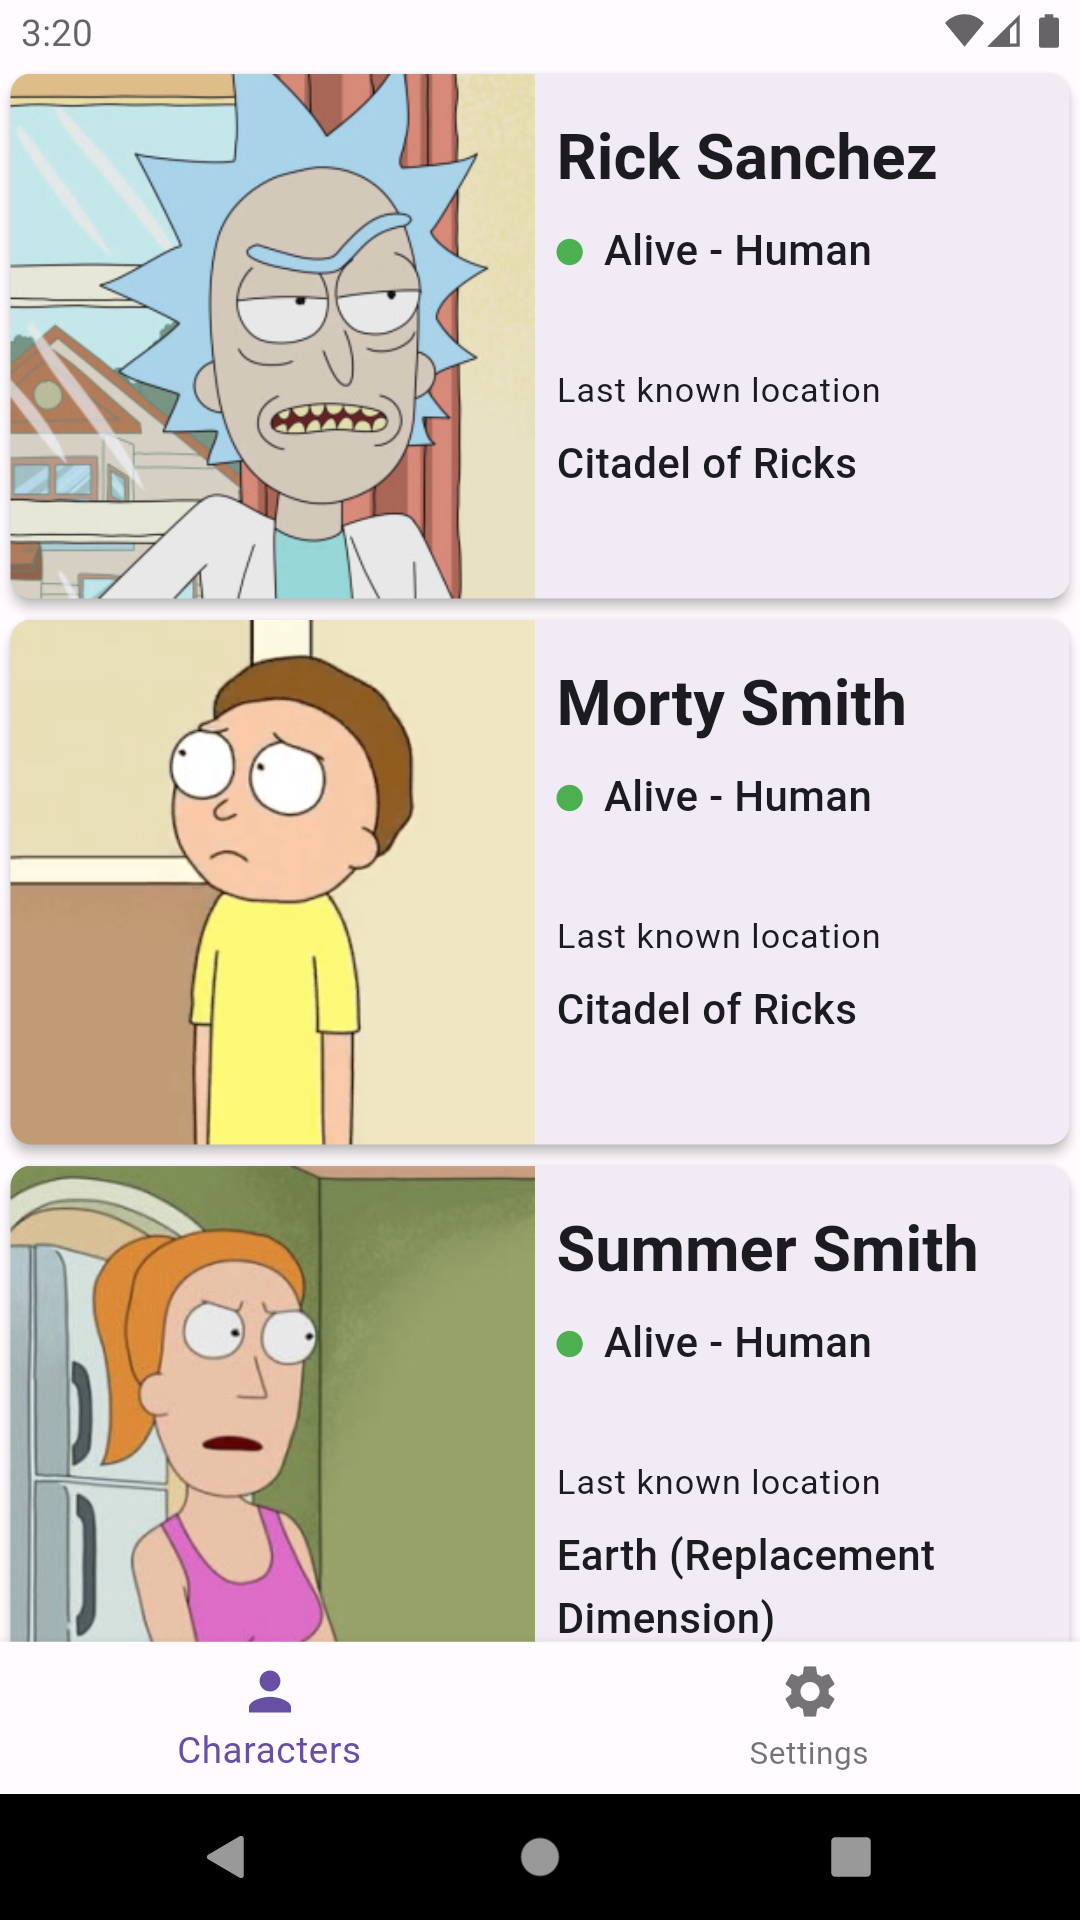 3:20
Rick Sanchez
Alive - Human
Last known location
Citadel of Ricks
Morty Smith
Alive - Human
Last known location
Citadel of Ricks
Summer Smith
Alive - Human
Last known location
Earth (Replacement
Dimension)
Characters
Settings